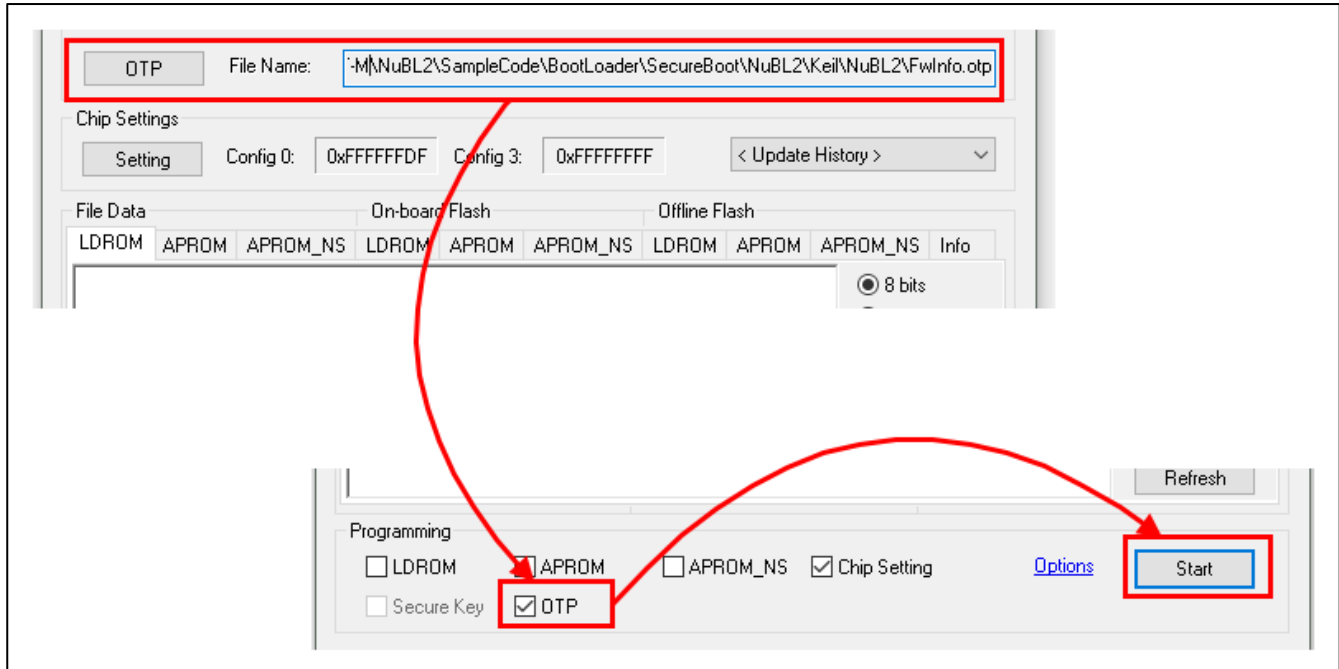 OTP File Name: -M\NuBL2\SampleCode\BootLoader\SecureBoot\NuBL2\Keil\NuBL2\FwInfo.otp
Chip Settings
Setting Config 0: 0xFFFFFFDF Config 3: 0xFFFFFFFF < Update History >
File Data On-board Flash Offline Flash
LDROM APROM APROM_NS LDROM APROM APROM_NS LDROM APROM APROM_NS Info
8 bits
Refresh
Programming
LDROM APROM APROM_NS Chip Setting Options Start
Secure Key OTP